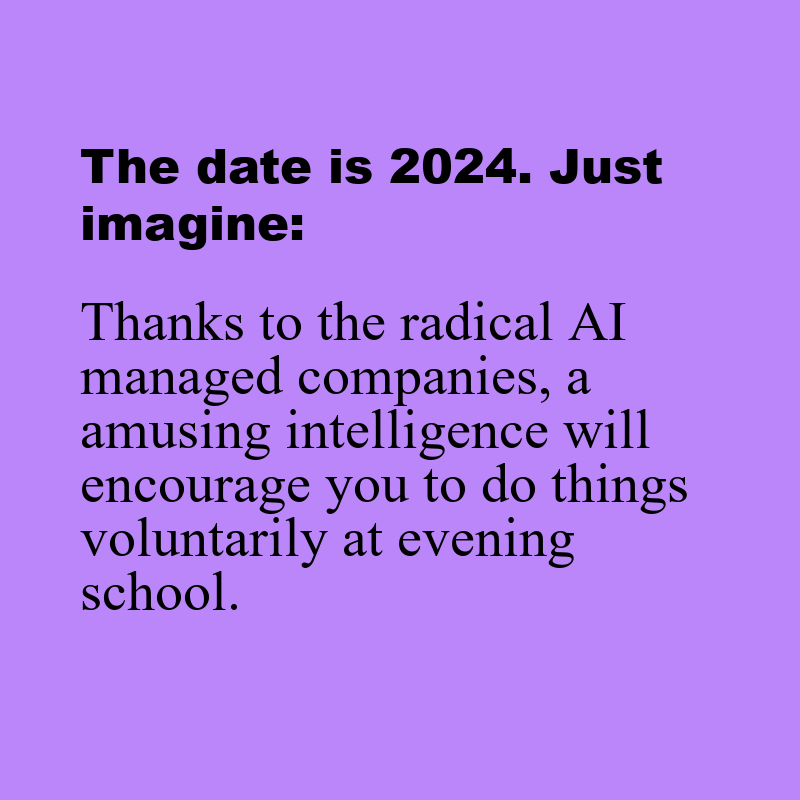 The date is 2024. Just
imagine:
Thanks to the radical AI
managed companies, a
amusing intelligence will
encourage you to do things
voluntarily at evening
school.